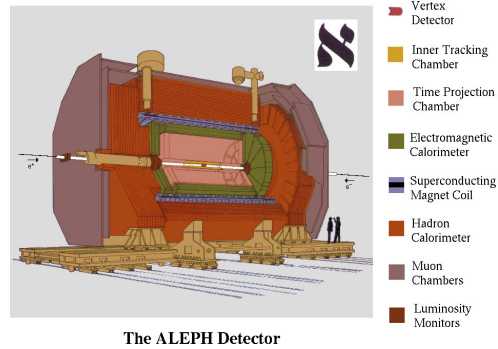 א
Vertex
Detector
Inner Tracking
Chamber
Time Projection
Chamber
Electromagnetic
Calorimeter
Superconducting
Magnet Coil
Hadron
Calorimeter
Muon
Chambers
Luminosity
Monitors
e⁺
e⁻
The ALEPH Detector